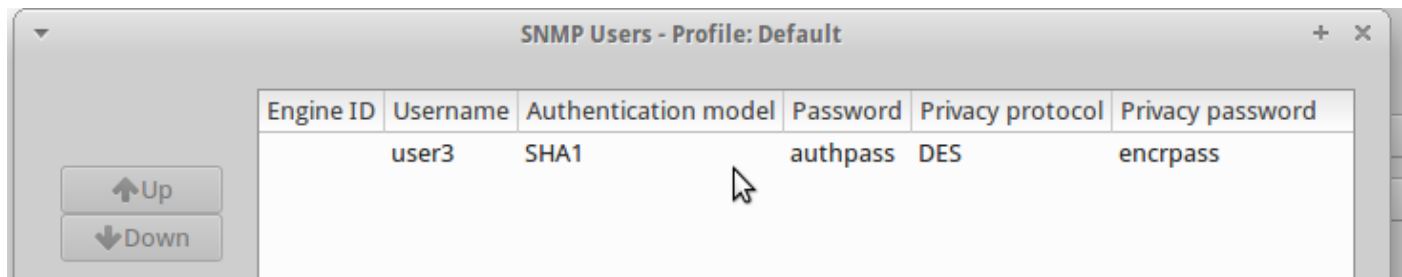 SNMP Users - Profile: Default
Engine ID Username Authentication model Password Privacy protocol Privacy password
user3 SHA1 authpass DES encrpass
Up
Down